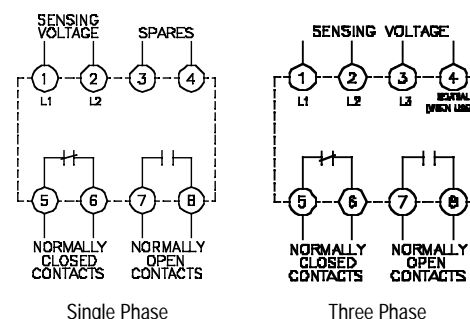 SENSING
VOLTAGE
SPARES
1 2 3 4
L1 L2
5 6 7 8
NORMALLY
CLOSED
CONTACTS
NORMALLY
OPEN
CONTACTS
Single Phase
SENSING VOLTAGE
1 2 3 4
L1 L2 L3
5 6 7 8
NORMALLY
CLOSED
CONTACTS
NORMALLY
OPEN
CONTACTS
Three Phase